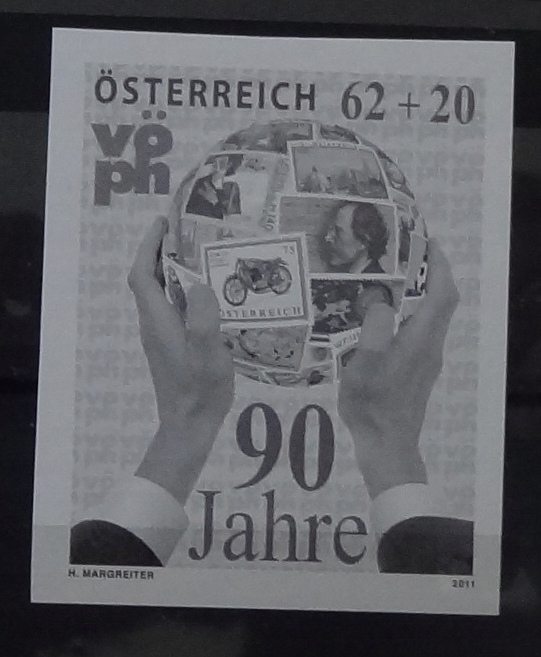 ÖSTERREICH 62 + 20
vö
ph
75
ÖSTERREICH
90
Jahre
H. MARGREITER 2011